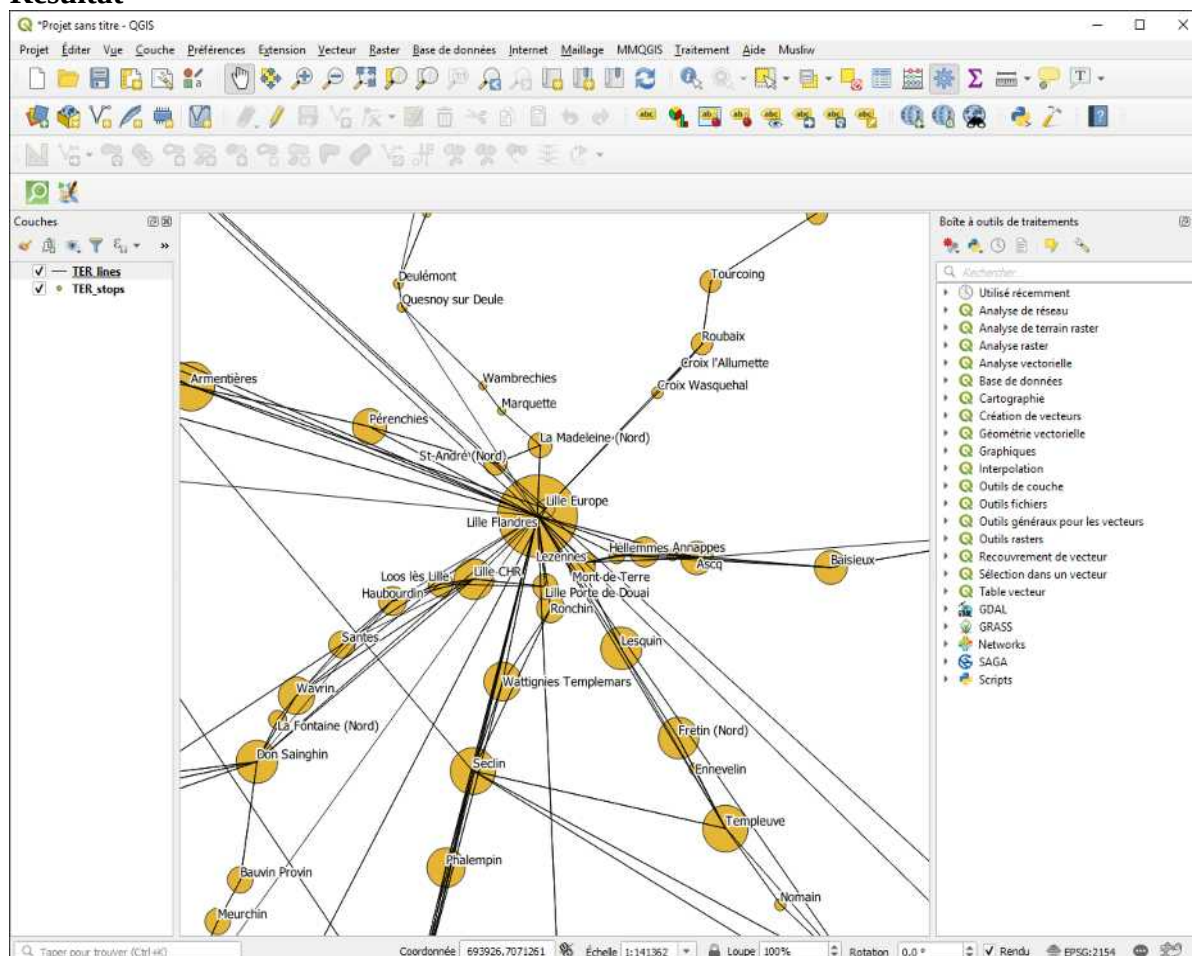 Résultat
*Projet sans titre - QGIS
Projet Éditer Vue Couche Préférences Extension Vecteur Raster Base de données Internet Maillage MMQGIS Traitement Aide Musliw
Couches
TER_lines
TER_stops
Deulémont
Quesnoy sur Deule
Tourcoing
Roubaix
Croix l'Allumette
Croix Wasquehal
Armentières
Wambrechies
Marquette
Pérenchies
La Madeleine (Nord)
St-André (Nord)
Lille Europe
Lille Flandres
Hellemmes
Annappes
Lezennes
Ascq
Baisieux
Mont de Terre
Loos lès Lille
Lille CHR
Haubourdin
Lille Porte de Douai
Ronchin
Santes
Lesquin
Wattignies Templemars
Wavrin
La Fontaine (Nord)
Fretin (Nord)
Don Sainghin
Seclin
Ennevelin
Templeuve
Phalempin
Bauvin Provin
Nomain
Meurchin
Boîte à outils de traitements
Rechercher...
Utilisé récemment
Analyse de réseau
Analyse de terrain raster
Analyse raster
Analyse vectorielle
Base de données
Cartographie
Création de vecteurs
Géométrie vectorielle
Graphiques
Interpolation
Outils de couche
Outils fichiers
Outils généraux pour les vecteurs
Outils rasters
Recouvrement de vecteur
Sélection dans un vecteur
Table vecteur
GDAL
GRASS
Networks
SAGA
Scripts
Taper pour trouver (Ctrl+K)
Coordonnée 693926,7071261 Échelle 1:141362 Loupe 100% Rotation 0,0 ° Rendu EPSG:2154